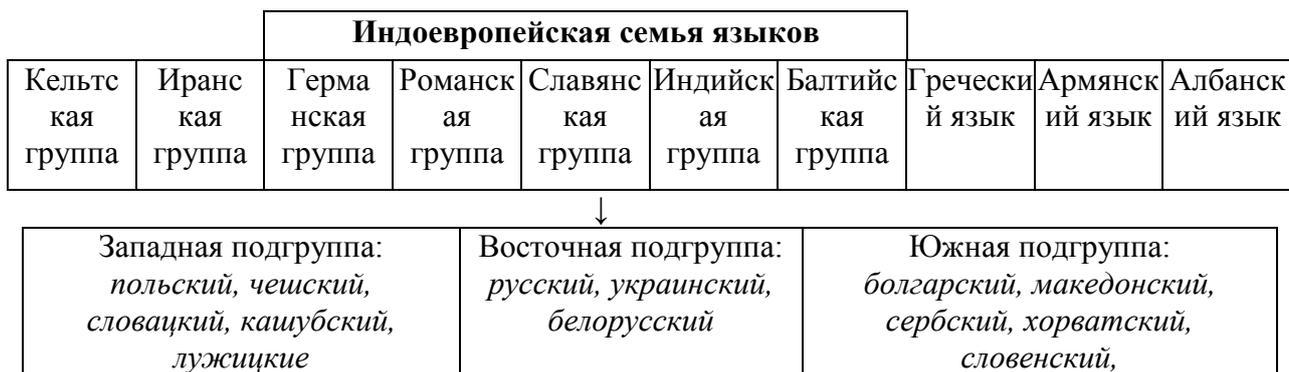 Индоевропейская семья языков
Кельтс
кая
группа
Иранс
кая
группа
Герма
нская
группа
Романск
ая
группа
Славянс
кая
группа
Индийск
ая
группа
Балтийс
кая
группа
Гречески
й язык
Армянск
ий язык
Албанск
ий язык
↓
Западная подгруппа:
польский, чешский,
словацкий, кашубский,
лужицкие
Восточная подгруппа:
русский, украинский,
белорусский
Южная подгруппа:
болгарский, македонский,
сербский, хорватский,
словенский,